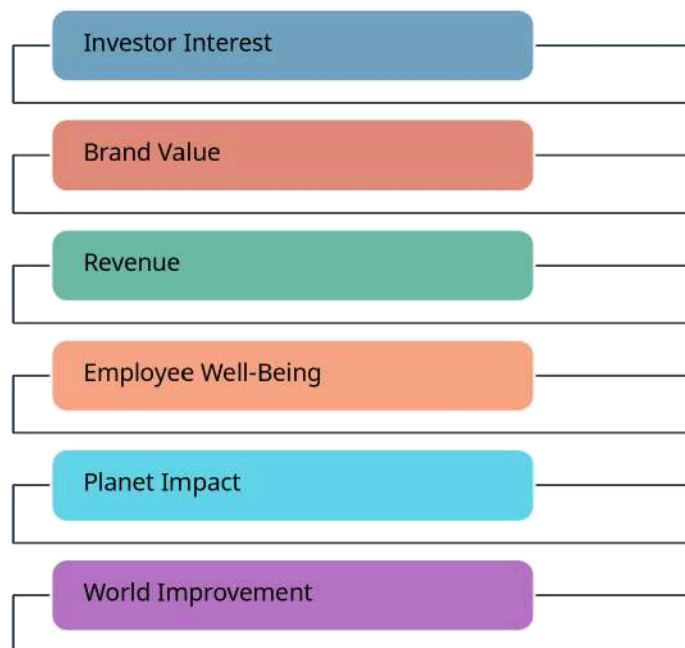 Investor Interest
Brand Value
Revenue
Employee Well-Being
Planet Impact
World Improvement